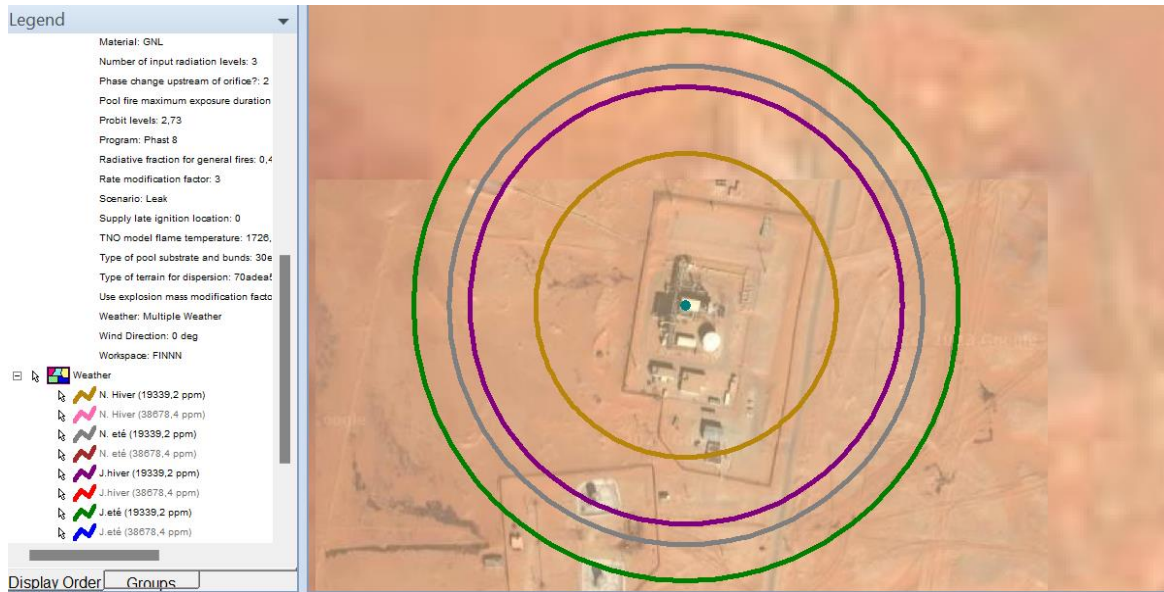 Legend
Material: GNL
Number of input radiation levels: 3
Phase change upstream of orifice?: 2
Pool fire maximum exposure duration
Probit levels: 2,73
Program: Phast 8
Radiative fraction for general fires: 0,4
Rate modification factor: 3
Scenario: Leak
Supply late ignition location: 0
TNO model flame temperature: 1726,
Type of pool substrate and bunds: 30e
Type of terrain for dispersion: 70adea
Use explosion mass modification facto
Weather: Multiple Weather
Wind Direction: 0 deg
Workspace: FINNN
Weather
N. Hiver (19339,2 ppm)
N. Hiver (38678,4 ppm)
N. eté (19339,2 ppm)
N. eté (38678,4 ppm)
J.hiver (19339,2 ppm)
J.hiver (38678,4 ppm)
J.eté (19339,2 ppm)
J.eté (38678,4 ppm)
Display Order Groups